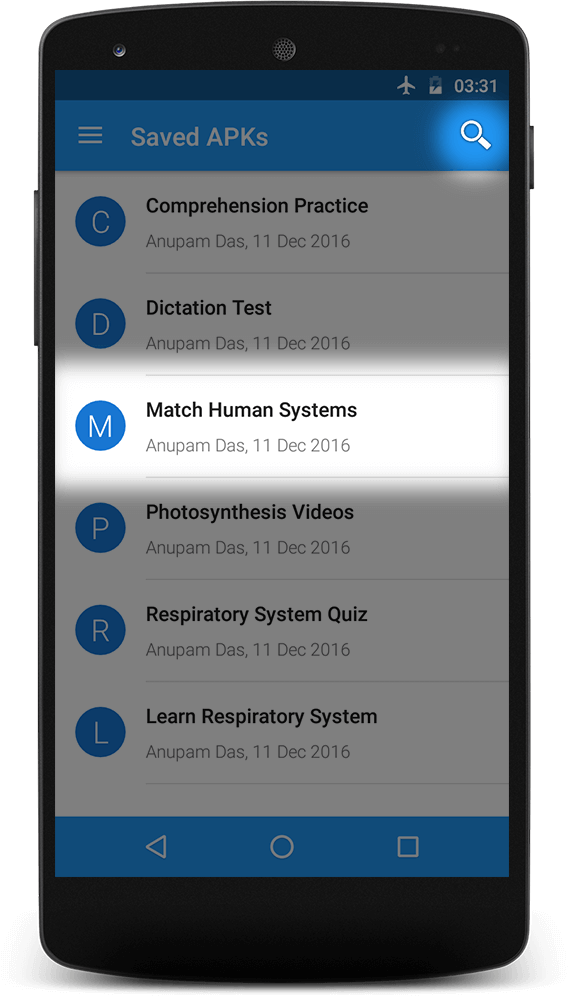 03:31
Saved APKs
C
Comprehension Practice
Anupam Das, 11 Dec 2016
D
Dictation Test
Anupam Das, 11 Dec 2016
M
Match Human Systems
Anupam Das, 11 Dec 2016
P
Photosynthesis Videos
Anupam Das, 11 Dec 2016
R
Respiratory System Quiz
Anupam Das, 11 Dec 2016
L
Learn Respiratory System
Anupam Das, 11 Dec 2016